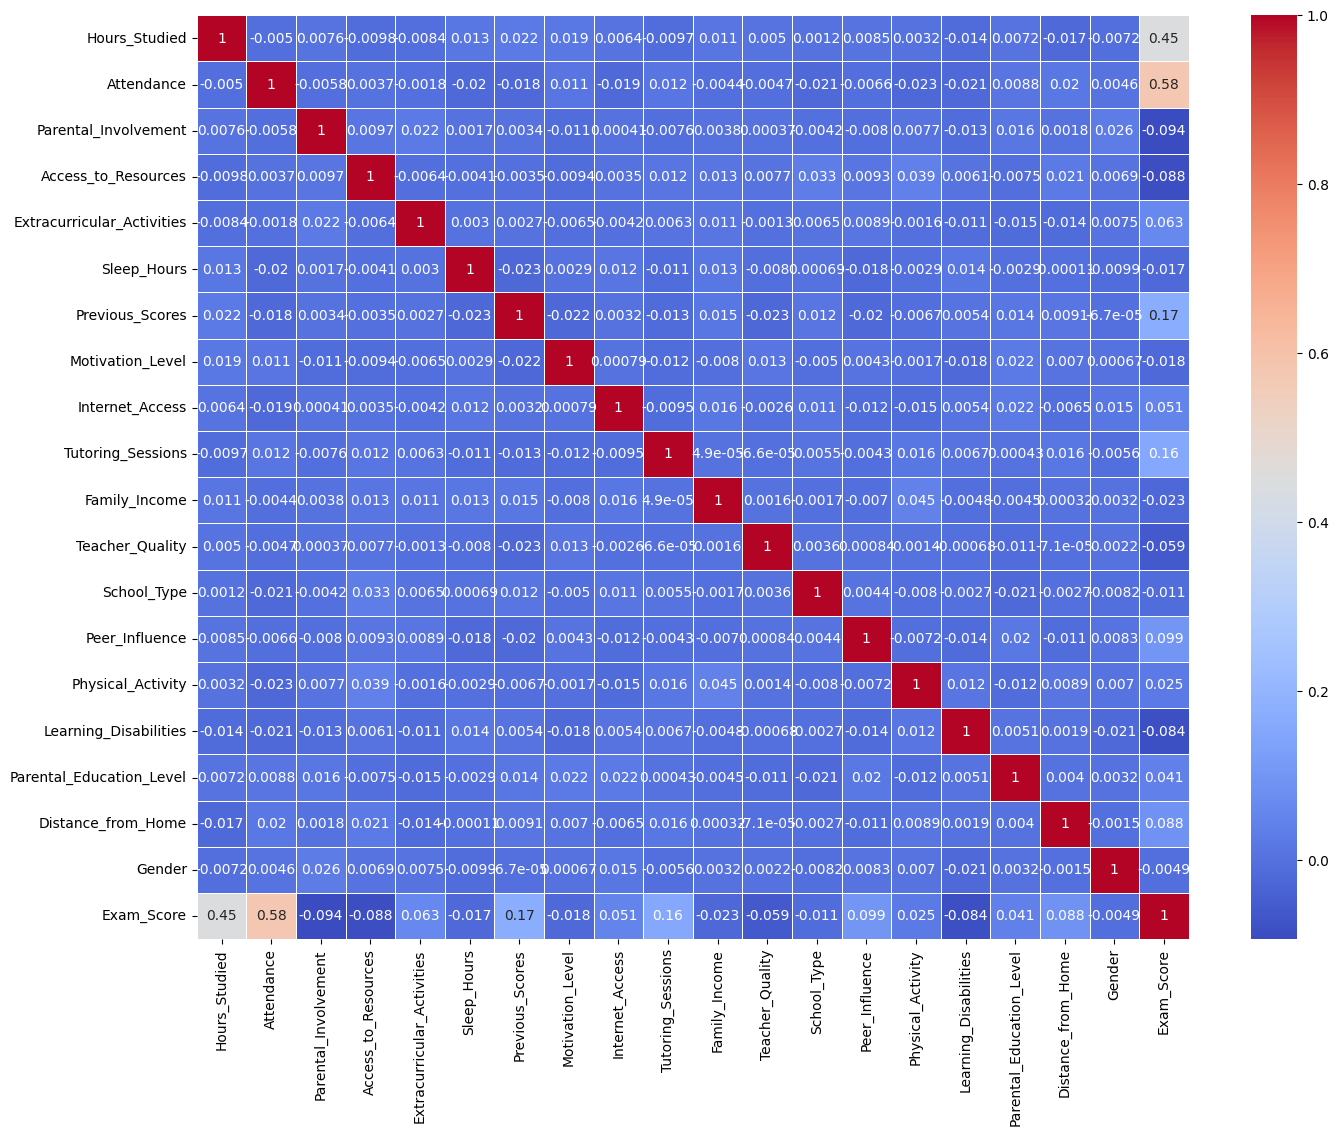 Hours_Studied 1 -0.005 0.0076 -0.0098 -0.0084 0.013 0.022 0.019 0.0064 -0.0097 0.011 0.005 0.0012 0.0085 0.0032 -0.014 0.0072 -0.017 -0.0072 0.45
Attendance -0.005 1 -0.0058 0.0037 -0.0018 -0.02 -0.018 0.011 -0.019 0.012 -0.0044 -0.0047 -0.021 -0.0066 -0.023 -0.021 0.0088 0.02 0.0046 0.58
Parental_Involvement 0.0076 -0.0058 1 0.0097 0.022 0.0017 0.0034 -0.011 0.00041 -0.0076 0.0038 0.00037 -0.0042 -0.008 0.0077 -0.013 0.016 0.0018 0.026 -0.094
Access_to_Resources -0.0098 0.0037 0.0097 1 -0.0064 -0.0041 -0.0035 -0.0094 0.0035 0.012 0.013 0.0077 0.033 0.0093 0.039 0.0061 -0.0075 0.021 0.0069 -0.088
Extracurricular_Activities -0.0084 -0.0018 0.022 -0.0064 1 0.003 0.0027 -0.0065 -0.0042 0.0063 0.011 -0.0013 0.0065 0.0089 -0.0016 -0.011 -0.015 -0.014 0.0075 0.063
Sleep_Hours 0.013 -0.02 0.0017 -0.0041 0.003 1 -0.023 0.0029 0.012 -0.011 0.013 -0.008 0.00069 -0.018 -0.0029 0.014 -0.0029 -0.00011 -0.0099 -0.017
Previous_Scores 0.022 -0.018 0.0034 -0.0035 0.0027 -0.023 1 -0.022 0.0032 -0.013 0.015 -0.023 0.012 -0.02 -0.0067 0.0054 0.014 0.0091 -6.7e-05 0.17
Motivation_Level 0.019 0.011 -0.011 -0.0094 -0.0065 0.0029 -0.022 1 0.00079 -0.012 -0.008 0.013 -0.005 0.0043 -0.0017 -0.018 0.022 0.007 0.00067 -0.018
Internet_Access 0.0064 -0.019 0.00041 0.0035 -0.0042 0.012 0.0032 0.00079 1 -0.0095 0.016 -0.0026 0.011 -0.012 -0.015 0.0054 0.022 -0.0065 0.015 0.051
Tutoring_Sessions -0.0097 0.012 -0.0076 0.012 0.0063 -0.011 -0.013 -0.012 -0.0095 1 4.9e-05 6.6e-05 0.0055 -0.0043 0.016 0.0067 0.00043 0.016 -0.0056 0.16
Family_Income 0.011 -0.0044 0.0038 0.013 0.011 0.013 0.015 -0.008 0.016 4.9e-05 1 0.0016 -0.0017 -0.007 0.045 -0.0048 -0.0045 0.00032 0.0032 -0.023
Teacher_Quality 0.005 -0.0047 0.00037 0.0077 -0.0013 -0.008 -0.023 0.013 -0.0026 6.6e-05 0.0016 1 0.0036 0.00084 0.0014 -0.00068 -0.011 -7.1e-05 0.0022 -0.059
School_Type 0.0012 -0.021 -0.0042 0.033 0.0065 0.00069 0.012 -0.005 0.011 0.0055 -0.0017 0.0036 1 0.0044 -0.008 -0.0027 -0.021 -0.0027 -0.0082 -0.011
Peer_Influence 0.0085 -0.0066 -0.008 0.0093 0.0089 -0.018 -0.02 0.0043 -0.012 -0.0043 -0.007 0.00084 0.0044 1 -0.0072 -0.014 0.02 -0.011 0.0083 0.099
Physical_Activity 0.0032 -0.023 0.0077 0.039 -0.0016 -0.0029 -0.0067 -0.0017 -0.015 0.016 0.045 0.0014 -0.008 -0.0072 1 0.012 -0.012 0.0089 0.007 0.025
Learning_Disabilities -0.014 -0.021 -0.013 0.0061 -0.011 0.014 0.0054 -0.018 0.0054 0.0067 -0.0048 -0.00068 -0.0027 -0.014 0.012 1 0.0051 0.0019 -0.021 -0.084
Parental_Education_Level 0.0072 0.0088 0.016 -0.0075 -0.015 -0.0029 0.014 0.022 0.022 0.00043 -0.0045 -0.011 -0.021 0.02 -0.012 0.0051 1 0.004 0.0032 0.041
Distance_from_Home -0.017 0.02 0.0018 0.021 -0.014 -0.00011 0.0091 0.007 -0.0065 0.016 0.00032 -7.1e-05 -0.0027 -0.011 0.0089 0.0019 0.004 1 -0.0015 0.088
Gender -0.0072 0.0046 0.026 0.0069 0.0075 -0.0099 -6.7e-05 0.00067 0.015 -0.0056 0.0032 0.0022 -0.0082 0.0083 0.007 -0.021 0.0032 -0.0015 1 -0.0049
Exam_Score 0.45 0.58 -0.094 -0.088 0.063 -0.017 0.17 -0.018 0.051 0.16 -0.023 -0.059 -0.011 0.099 0.025 -0.084 0.041 0.088 -0.0049 1
Hours_Studied
Attendance
Parental_Involvement
Access_to_Resources
Extracurricular_Activities
Sleep_Hours
Previous_Scores
Motivation_Level
Internet_Access
Tutoring_Sessions
Family_Income
Teacher_Quality
School_Type
Peer_Influence
Physical_Activity
Learning_Disabilities
Parental_Education_Level
Distance_from_Home
Gender
Exam_Score
1.0
0.8
0.6
0.4
0.2
0.0